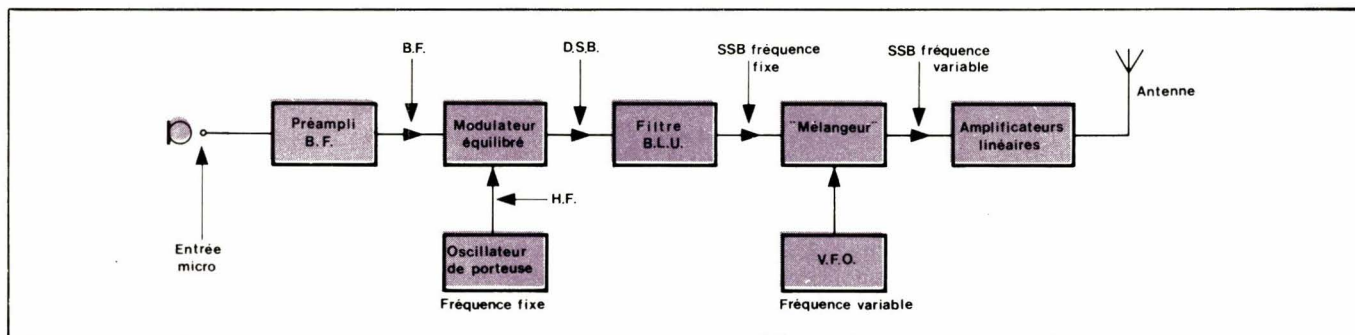 B.F.
D.S.B.
SSB fréquence
fixe
SSB fréquence
variable
Antenne
Préampli
B. F.
Modulateur
équilibré
Filtre
B.L.U.
"Mélangeur"
Amplificateurs
linéaires
H.F.
Entrée
micro
Oscillateur
de porteuse
V.F.O.
Fréquence fixe
Fréquence variable